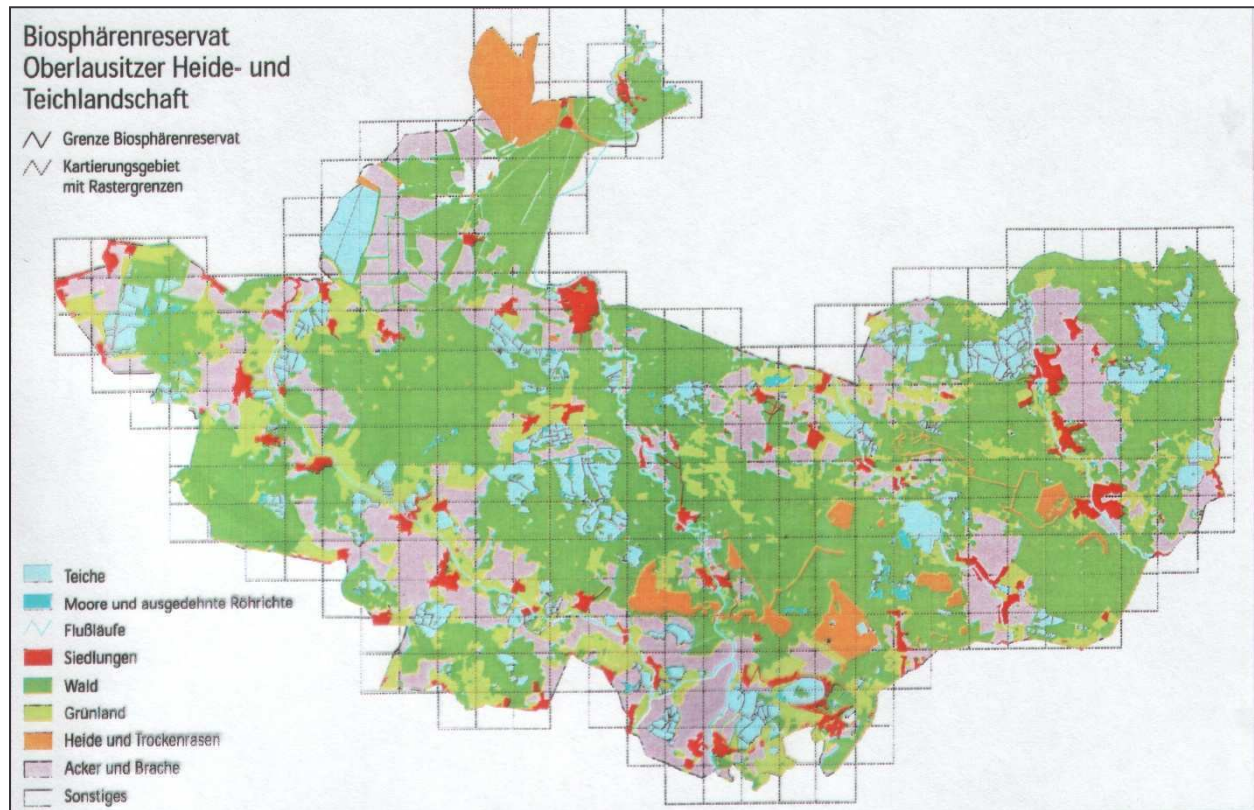 Biosphärenreservat
Oberlausitzer Heide- und
Teichlandschaft
Grenze Biosphärenreservat
Kartierungsgebiet
mit Rastergrenzen
Teiche
Moore und ausgedehnte Röhrichte
Flußläufe
Siedlungen
Wald
Grünland
Heide und Trockenrasen
Acker und Brache
Sonstiges